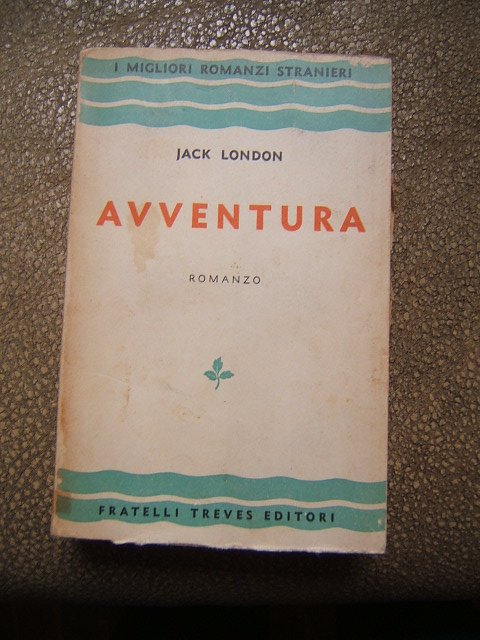 I MIGLIORI ROMANZI STRANIERI
JACK LONDON
AVVENTURA
ROMANZO
FRATELLI TREVES EDITORI